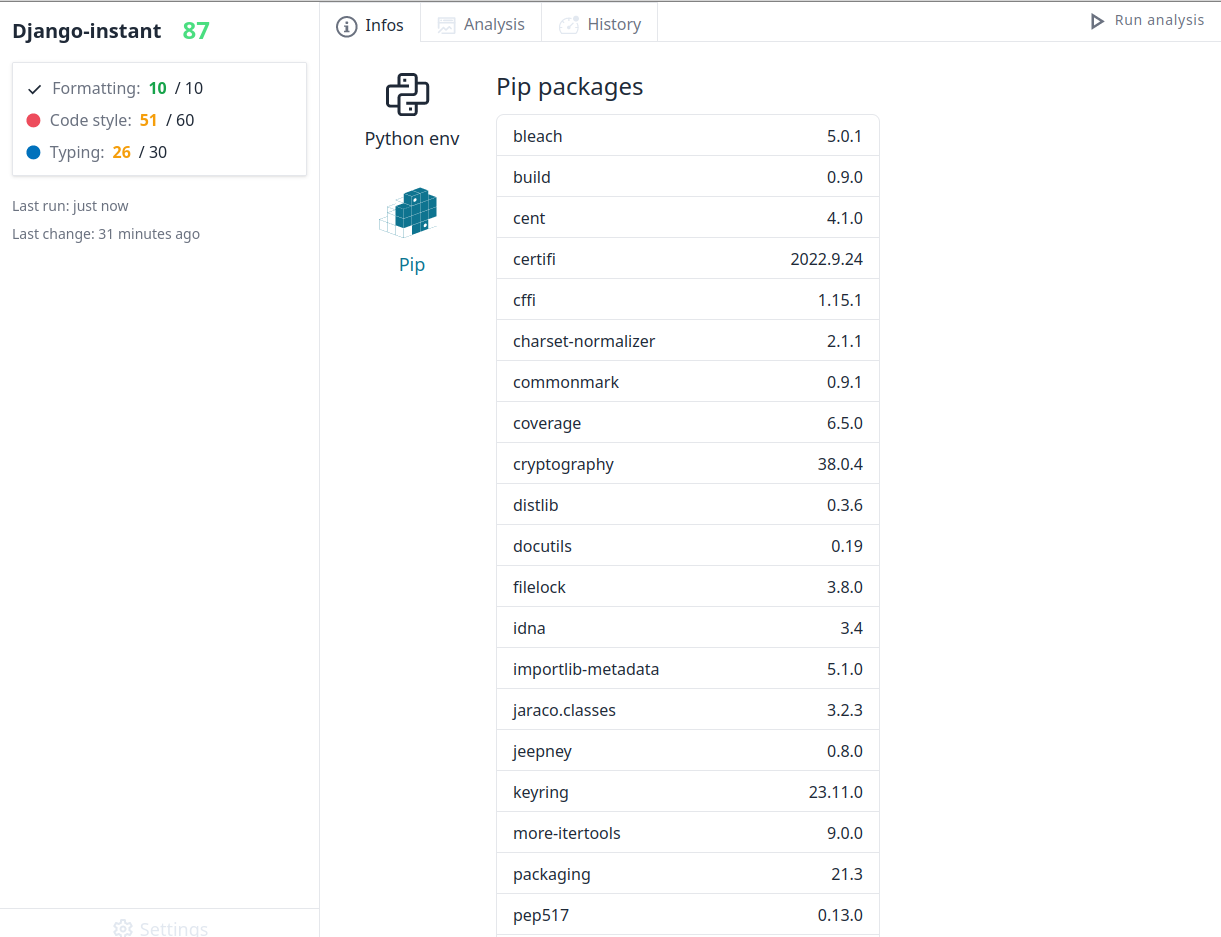 Django-instant 87
Formatting: 10 / 10
Code style: 51 / 60
Typing: 26 / 30
Last run: just now
Last change: 31 minutes ago
Settings
Infos
Analysis
History
Run analysis
Python env
Pip
Pip packages
bleach 5.0.1
build 0.9.0
cent 4.1.0
certifi 2022.9.24
cffi 1.15.1
charset-normalizer 2.1.1
commonmark 0.9.1
coverage 6.5.0
cryptography 38.0.4
distlib 0.3.6
docutils 0.19
filelock 3.8.0
idna 3.4
importlib-metadata 5.1.0
jaraco.classes 3.2.3
jeepney 0.8.0
keyring 23.11.0
more-itertools 9.0.0
packaging 21.3
pep517 0.13.0